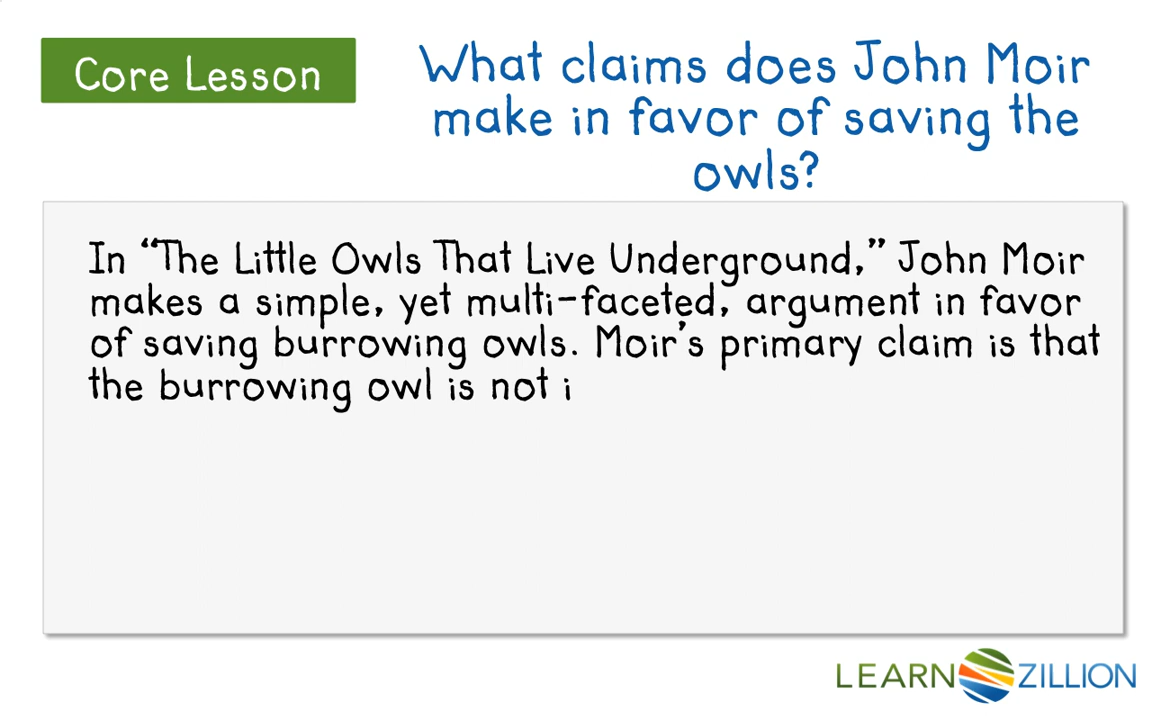 Core Lesson
What claims does John Moir
make in favor of saving the
owls?
In “The Little Owls That Live Underground,” John Moir
makes a simple, yet multi-faceted, argument in favor
of saving burrowing owls. Moir’s primary claim is that
the burrowing owl is not i
LEARN ZILLION